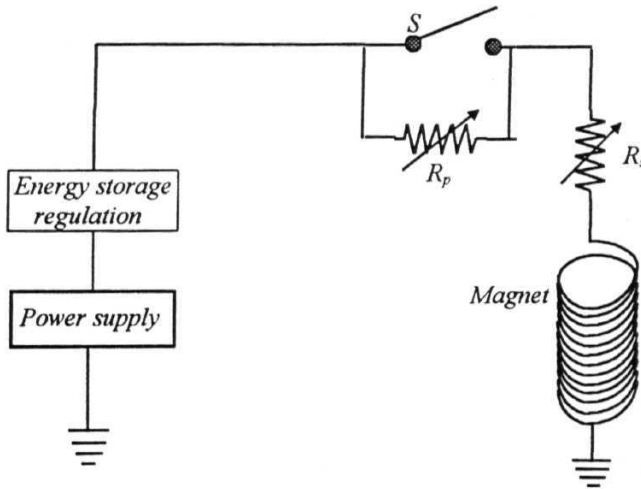 S
R_p
Energy storage
regulation
Magnet
Power supply